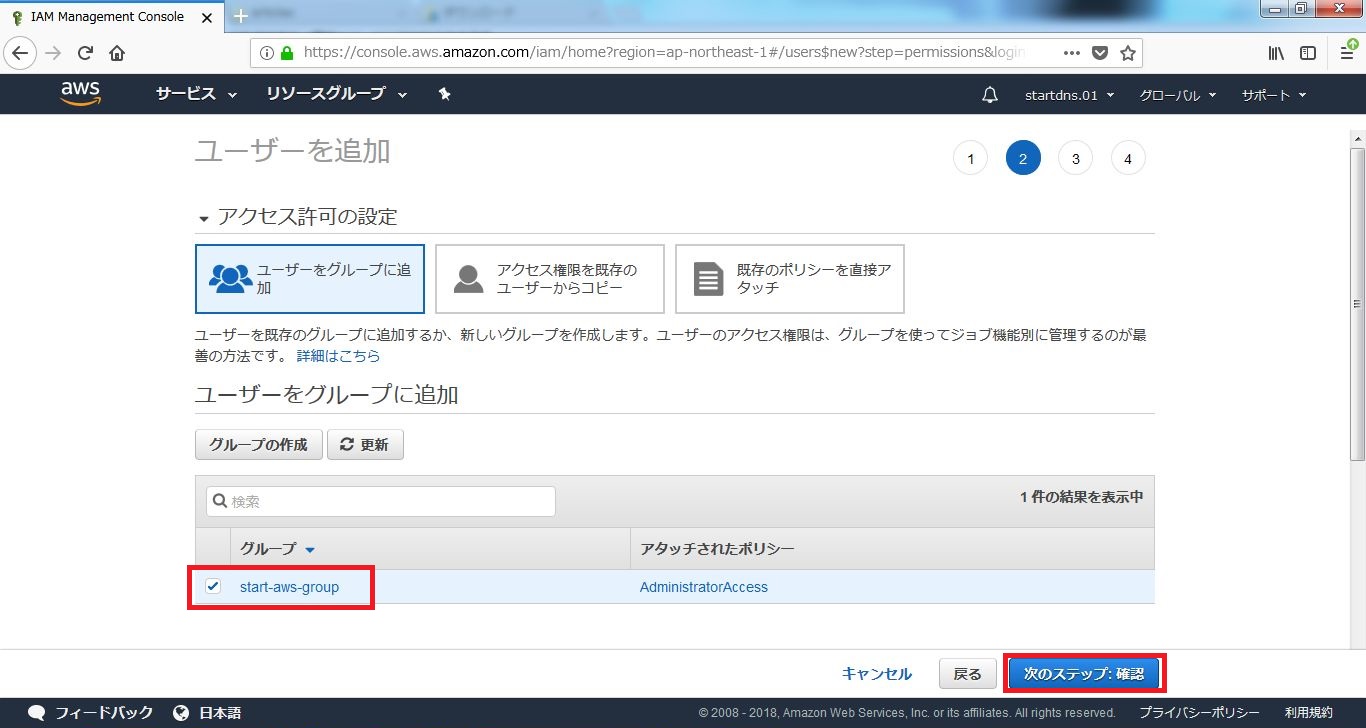 IAM Management Console
https://console.aws.amazon.com/iam/home?region=ap-northeast-1#/users$new?step=permissions&login
aws サービス リソースグループ startdns.01 グローバル サポート
ユーザーを追加
1 2 3 4
アクセス許可の設定
ユーザーをグループに追
加
アクセス権限を既存の
ユーザーからコピー
既存のポリシーを直接ア
タッチ
ユーザーを既存のグループに追加するか、新しいグループを作成します。ユーザーのアクセス権限は、グループを使ってジョブ機能別に管理するのが最
善の方法です。 詳細はこちら
ユーザーをグループに追加
グループの作成 更新
検索 1 件の結果を表示中
グループ アタッチされたポリシー
start-aws-group AdministratorAccess
キャンセル 戻る 次のステップ: 確認
フィードバック 日本語 © 2008 - 2018, Amazon Web Services, Inc. or its affiliates. All rights reserved. プライバシーポリシー 利用規約